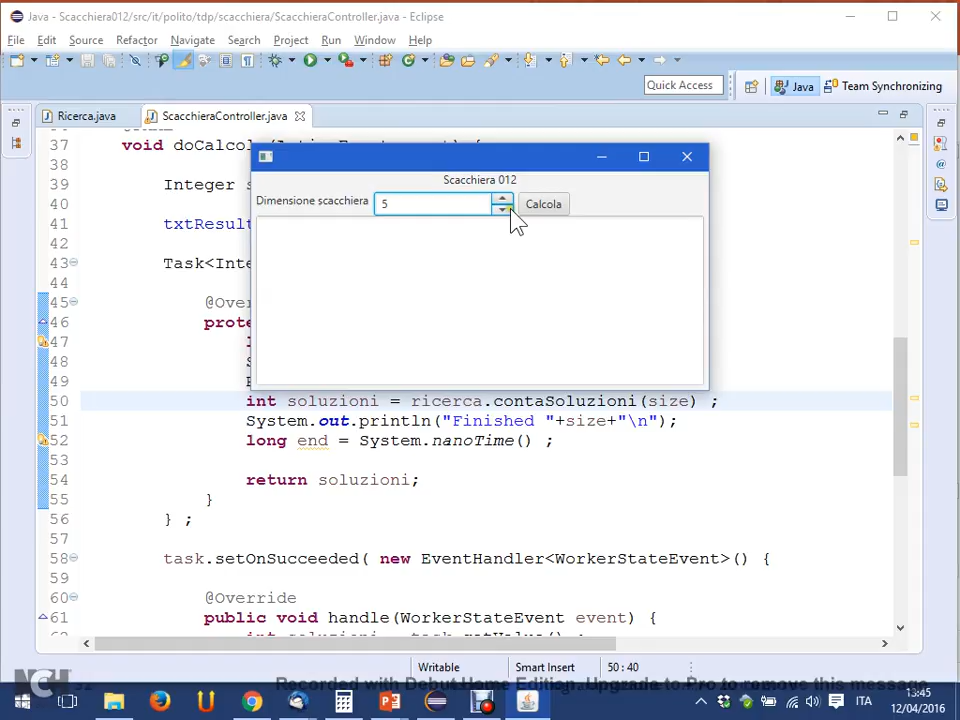 Java - Scacchiera012/src/it/polito/tdp/scacchiera/ScacchieraController.java - Eclipse
File Edit Source Refactor Navigate Search Project Run Window Help
Quick Access
Java
Team Synchronizing
Ricerca.java
ScacchieraController.java
37 void doCalcol
38
39 Integer s
40
41 txtResult
42
43 Task<Inte
44
45 @Over
46 prote
47
48
49
50 int soluzioni = ricerca.contaSoluzioni(size) ;
51 System.out.println("Finished "+size+"\n");
52 long end = System.nanoTime() ;
53
54 return soluzioni;
55 }
56 } ;
57
58 task.setOnSucceeded( new EventHandler<WorkerStateEvent>() {
59
60 @Override
61 public void handle(WorkerStateEvent event) {
Scacchiera 012
Dimensione scacchiera
5
Calcola
Writable
Smart Insert
50 : 40
NCH
Recorded with Debut Home Edition. Upgrade to Pro to remove this message
ITA
13:45
12/04/2016